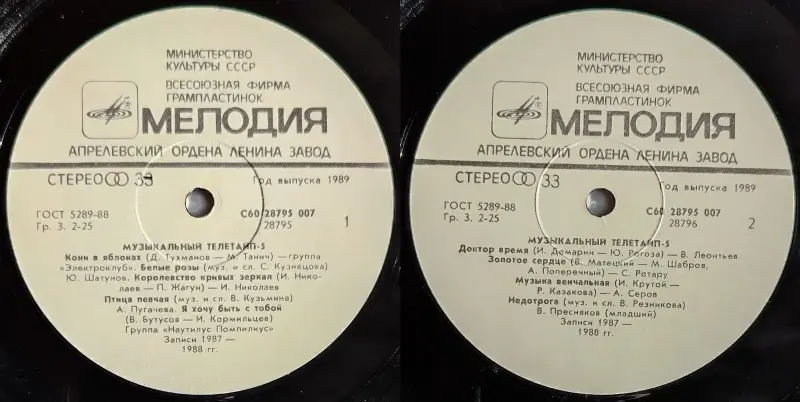 МИНИСТЕРСТВО
КУЛЬТУРЫ СССР
ВСЕСОЮЗНАЯ ФИРМА
ГРАМПЛАСТИНОК
МЕЛОДИЯ
АПРЕЛЕВСКИЙ ОРДЕНА ЛЕНИНА ЗАВОД
СТЕРЕО 33
Год выпуска 1989
ГОСТ 5289-88
Гр. 3. 2-25
С60 28795 007
28795
1
МУЗЫКАЛЬНЫЙ ТЕЛЕТАЙП-5
Кони в яблоках (Д. Тухманов — М. Танич) —группа
«Электроклуб». Белые розы (муз. и сл. С. Кузнецова)
Ю. Шатунов. Королевство кривых зеркал (И. Нико-
лаев — П. Жагун) — И. Николаев
Птица певчая (муз. и сл. В. Кузьмина)
А. Пугачева. Я хочу быть с тобой
(В. Бутусов — И. Кормильцев)
Группа «Наутилус Помпилиус»
Записи 1987 —
1988 гг.
МИНИСТЕРСТВО
КУЛЬТУРЫ СССР
ВСЕСОЮЗНАЯ ФИРМА
ГРАМПЛАСТИНОК
МЕЛОДИЯ
АПРЕЛЕВСКИЙ ОРДЕНА ЛЕНИНА ЗАВОД
СТЕРЕО 33
Год выпуска 1989
ГОСТ 5289-88
Гр. 3. 2-25
С60 28795 007
28796
2
МУЗЫКАЛЬНЫЙ ТЕЛЕТАЙП-5
Доктор время (И. Демарин — Ю. Рогоза) — В. Леонтьев
Золотое сердце (В. Матецкий — М. Шабров,
А. Поперечный) — С. Ротару
Музыка венчальная (И. Крутой —
Р. Казакова) — А. Серов
Недотрога (муз. и сл. В. Резникова)
В. Пресняков (младший)
Записи 1987—
1988 гг.